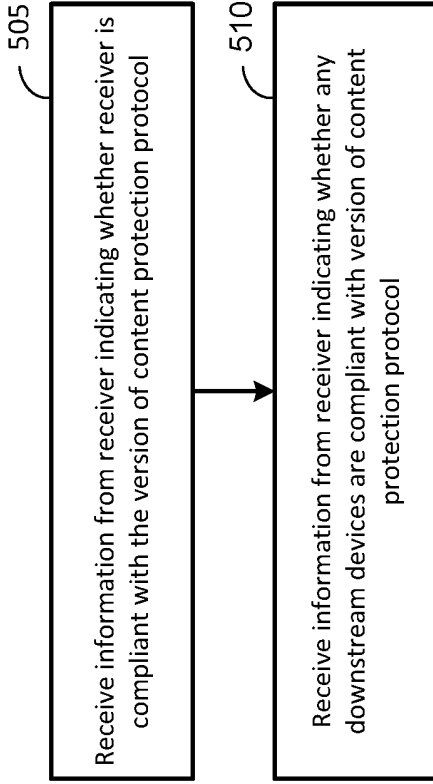 505
Receive information from receiver indicating whether receiver is
compliant with the version of content protection protocol
510
Receive information from receiver indicating whether any
downstream devices are compliant with version of content
protection protocol